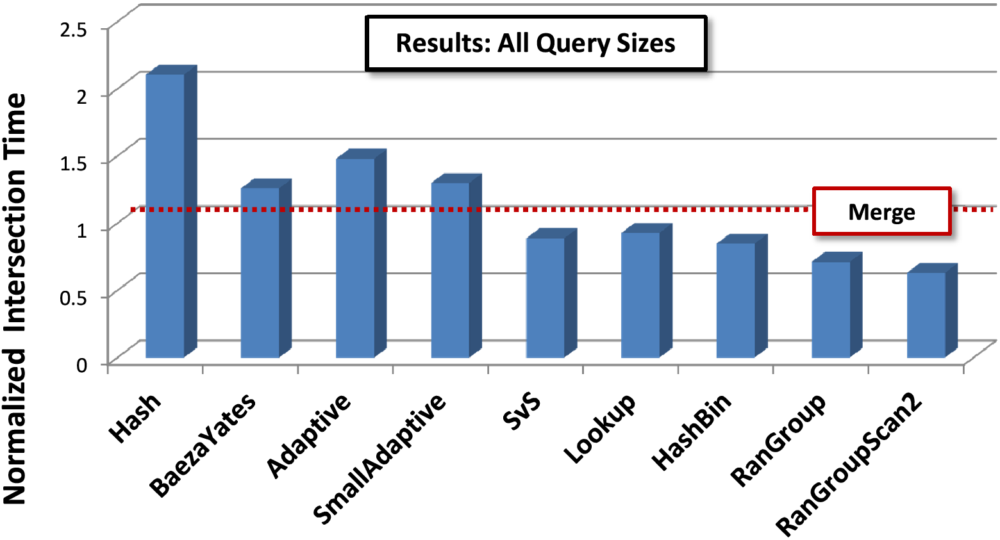 Results: All Query Sizes
Normalized Intersection Time
2.5
2
1.5
1
0.5
0
Merge
Hash
BaezaYates
Adaptive
SmallAdaptive
SvS
Lookup
HashBin
RanGroup
RanGroupScan2